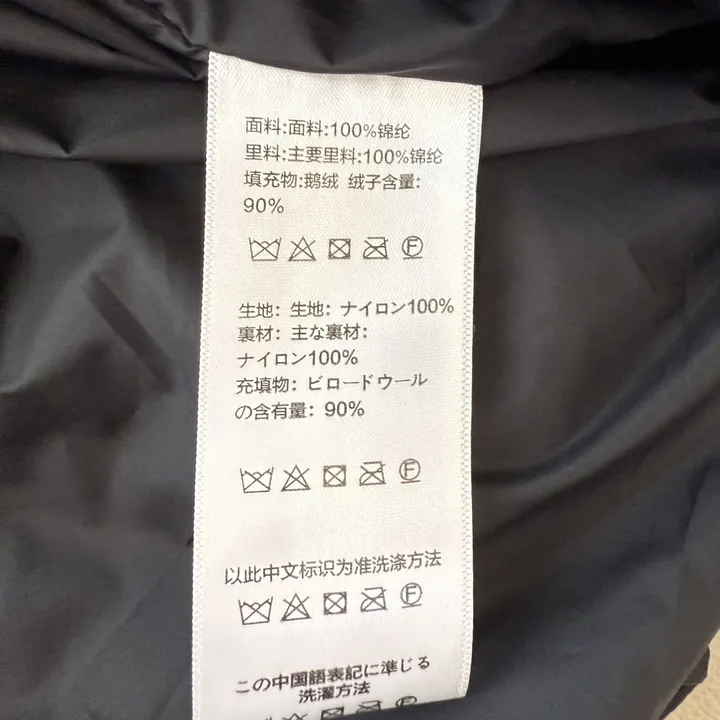 面料:面料:100%锦纶
里料:主要里料:100%锦纶
填充物:鹅绒 绒子含量:
90%
生地: 生地: ナイロン100%
裏材: 主な裏材:
ナイロン100%
充填物: ビロードウール
の含有量: 90%
以此中文标识为准洗涤方法
この中国語表記に準じる
洗濯方法